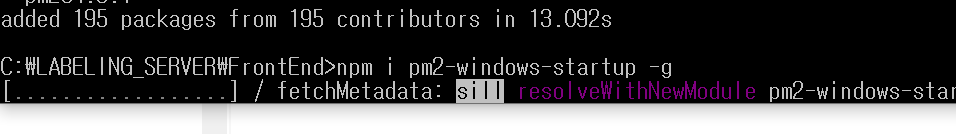 added 195 packages from 195 contributors in 13.092s
C:₩LABELING_SERVER₩FrontEnd>npm i pm2-windows-startup -g
[..................] / fetchMetadata: sill resolveWithNewModule pm2-windows-star